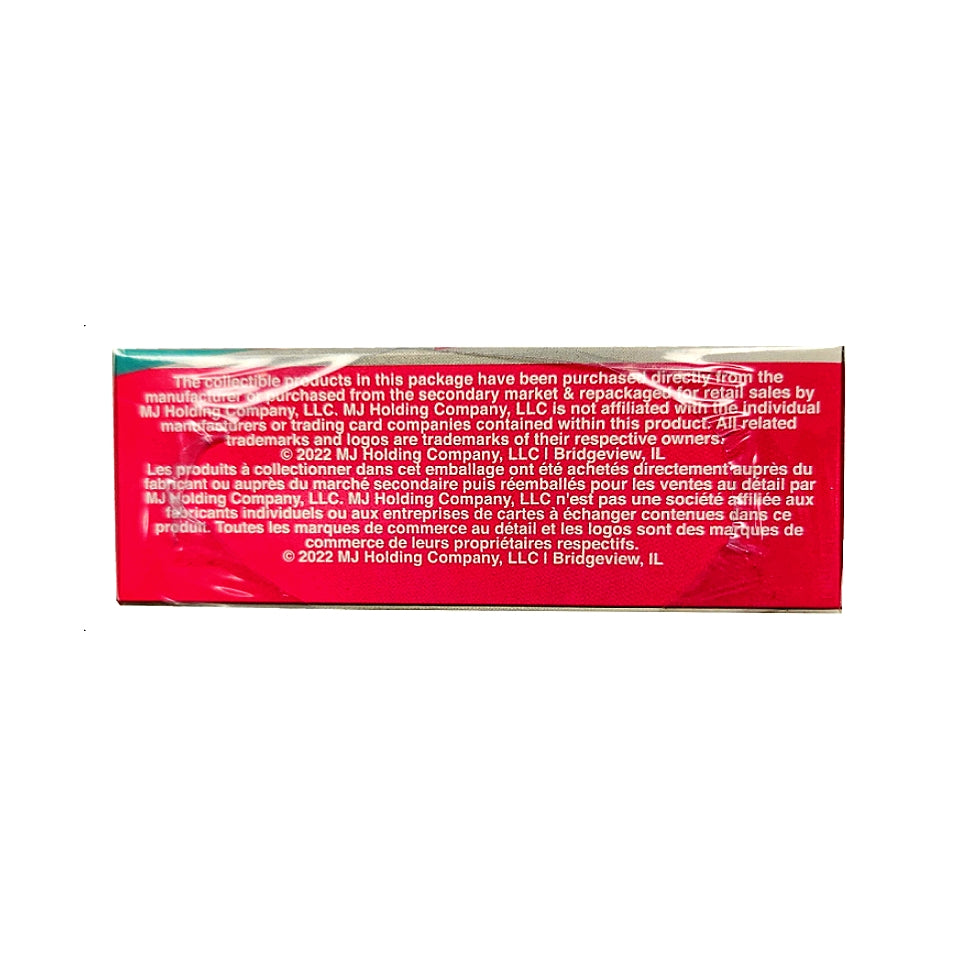 The collectible products in this package have been purchased directly from the
manufacturer or purchased from the secondary market & repackaged for retail sales by
MJ Holding Company, LLC. MJ Holding Company, LLC is not affiliated with the individual
manufacturers or trading card companies contained within this product. All related
trademarks and logos are trademarks of their respective owners.
© 2022 MJ Holding Company, LLC | Bridgeview, IL
Les produits à collectionner dans cet emballage ont été achetés directement auprès du
fabricant ou auprès du marché secondaire puis réemballés pour les ventes au détail par
MJ Holding Company, LLC. MJ Holding Company, LLC n'est pas une société affiliée aux
fabricants individuels ou aux entreprises de cartes à échanger contenues dans ce
produit. Toutes les marques de commerce au détail et les logos sont des marques de
commerce de leurs propriétaires respectifs.
© 2022 MJ Holding Company, LLC | Bridgeview, IL